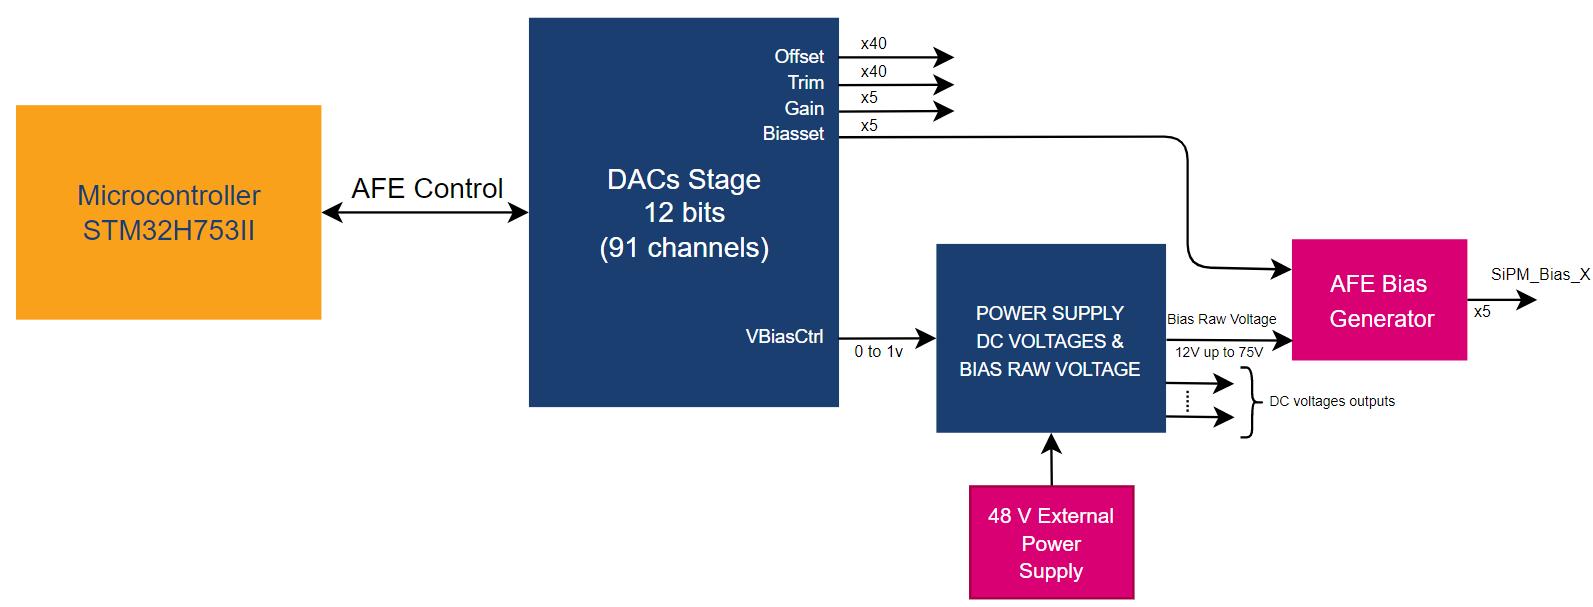 Microcontroller
STM32H753II
AFE Control
Offset
x40
Trim
x40
Gain
x5
Biasset
x5
DACs Stage
12 bits
(91 channels)
VBiasCtrl
0 to 1v
POWER SUPPLY
DC VOLTAGES &
BIAS RAW VOLTAGE
Bias Raw Voltage
12V up to 75V
DC voltages outputs
AFE Bias
Generator
SiPM_Bias_X
x5
48 V External
Power
Supply